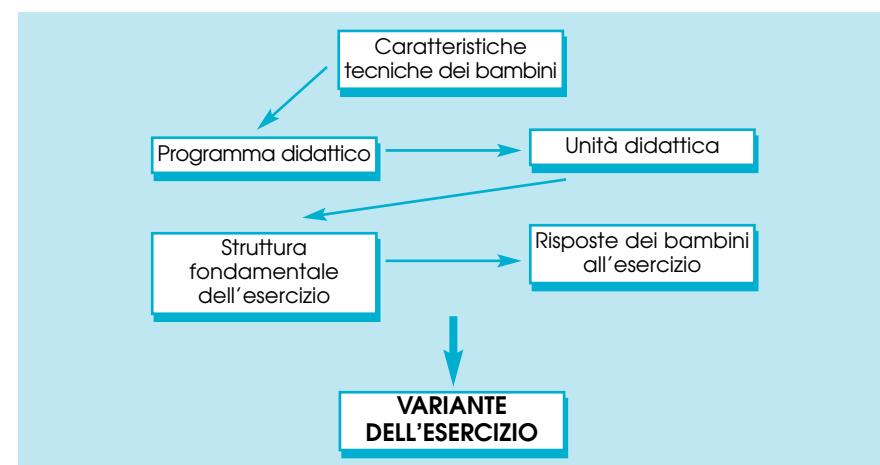 Caratteristiche
tecniche dei bambini
Programma didattico
Unità didattica
Struttura
fondamentale
dell'esercizio
Risposte dei bambini
all'esercizio
VARIANTE
DELL'ESERCIZIO